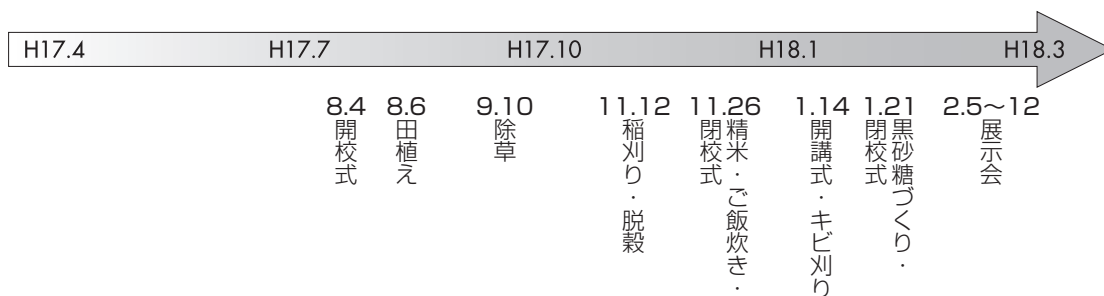 H17.4 H17.7 H17.10 H18.1 H18.3
8.4 8.6 9.10 11.12 11.26 1.14 1.21 2.5～12
開校式
田植え
除草
稲刈り・脱穀
精米・ご飯炊き・
閉校式
開講式・キビ刈り
黒砂糖づくり・
閉校式
展示会